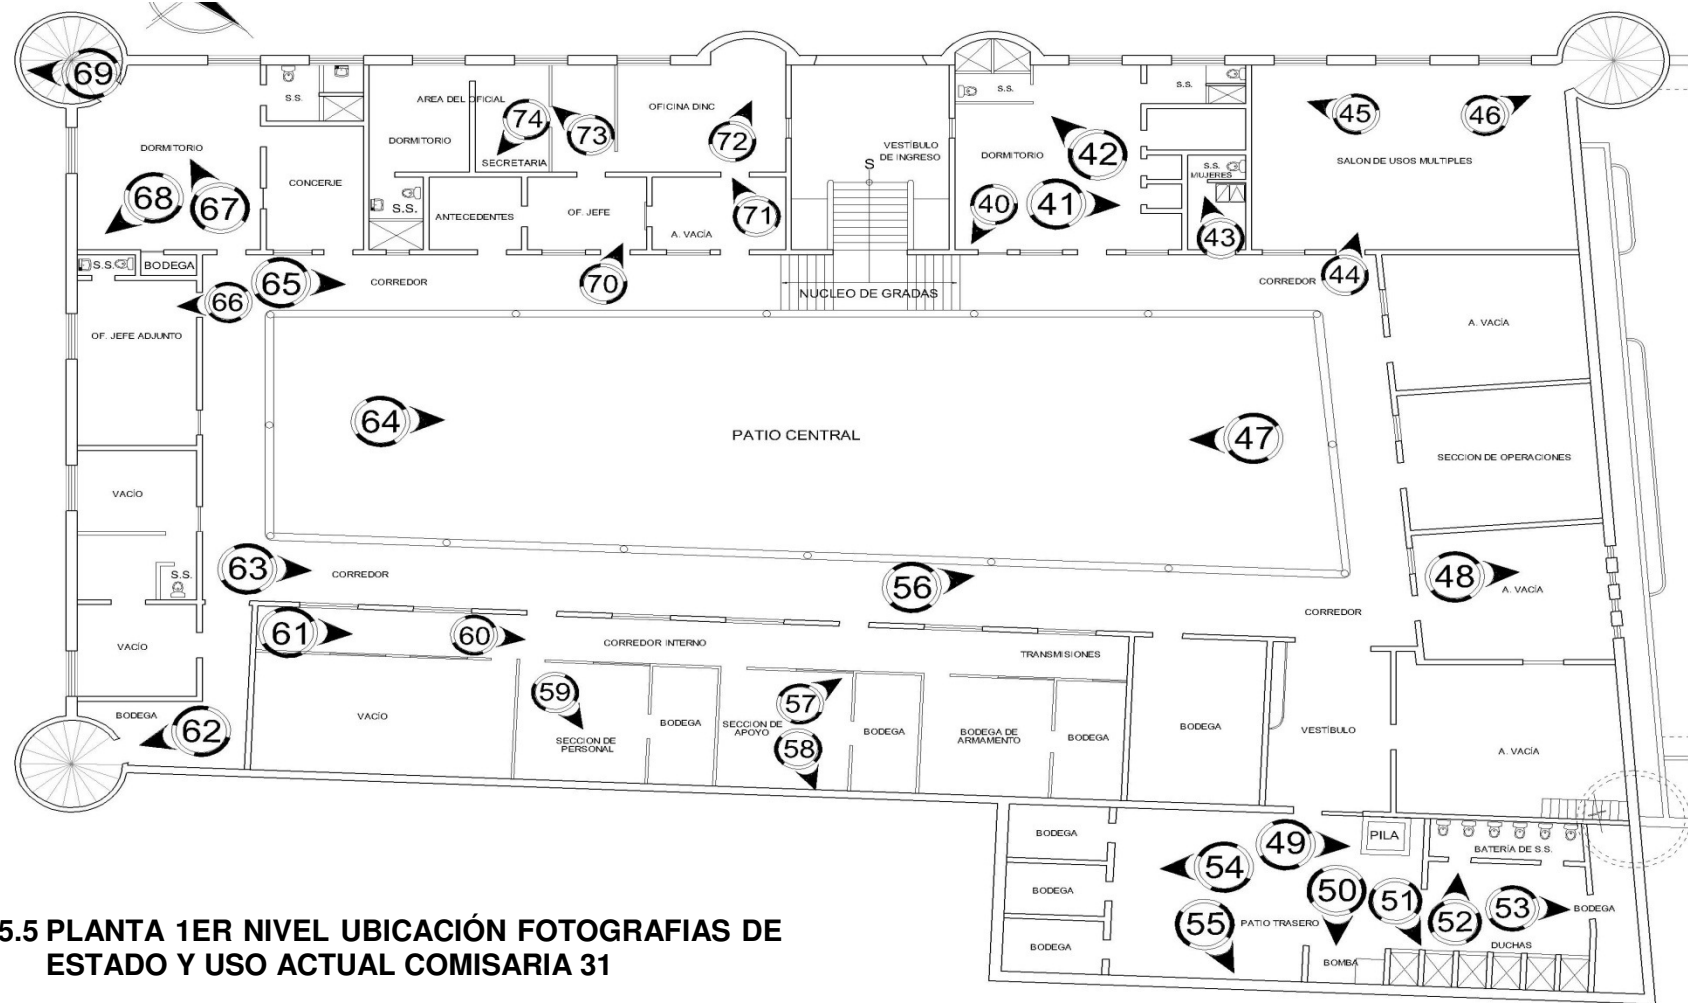 69
S.S.
AREA DEL OFICIAL
OFICINA DINC
S.S.
S.S.
74
73
72
45
46
DORMITORIO
DORMITORIO
SECRETARIA
VESTÍBULO
DE INGRESO
DORMITORIO
42
SALON DE USOS MULTIPLES
S
S.S.
MUJERES
CONCERJE
68
67
S.S.
ANTECEDENTES
OF. JEFE
A. VACÍA
71
40
41
43
S.S.
BODEGA
65
CORREDOR
70
NUCLEO DE GRADAS
CORREDOR
44
66
OF. JEFE ADJUNTO
A. VACÍA
64
PATIO CENTRAL
47
SECCION DE OPERACIONES
VACÍO
S.S.
63
CORREDOR
56
48
A. VACÍA
CORREDOR
61
60
CORREDOR INTERNO
TRANSMISIONES
VACÍO
59
57
BODEGA
62
VACÍO
SECCION DE
PERSONAL
BODEGA
SECCION DE
APOYO
58
BODEGA
BODEGA DE
ARMAMENTO
BODEGA
BODEGA
VESTÍBULO
A. VACÍA
BODEGA
49
PILA
BATERÍA DE S.S.
54
BODEGA
50
51
52
53
BODEGA
55
PATIO TRASERO
BODEGA
DUCHAS
BOMBA
5.5 PLANTA 1ER NIVEL UBICACIÓN FOTOGRAFIAS DE
ESTADO Y USO ACTUAL COMISARIA 31